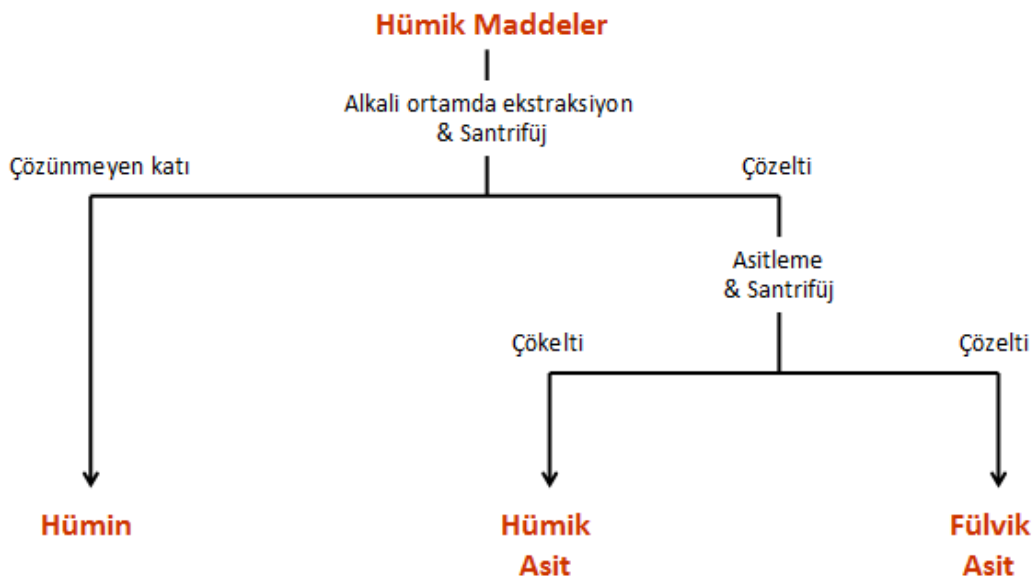 Hümik Maddeler
Alkali ortamda ekstraksiyon
& Santrifüj
Çözünmeyen katı
Çözelti
Asitleme
& Santrifüj
Çökelti
Çözelti
Hümin
Hümik
Asit
Fülvik
Asit